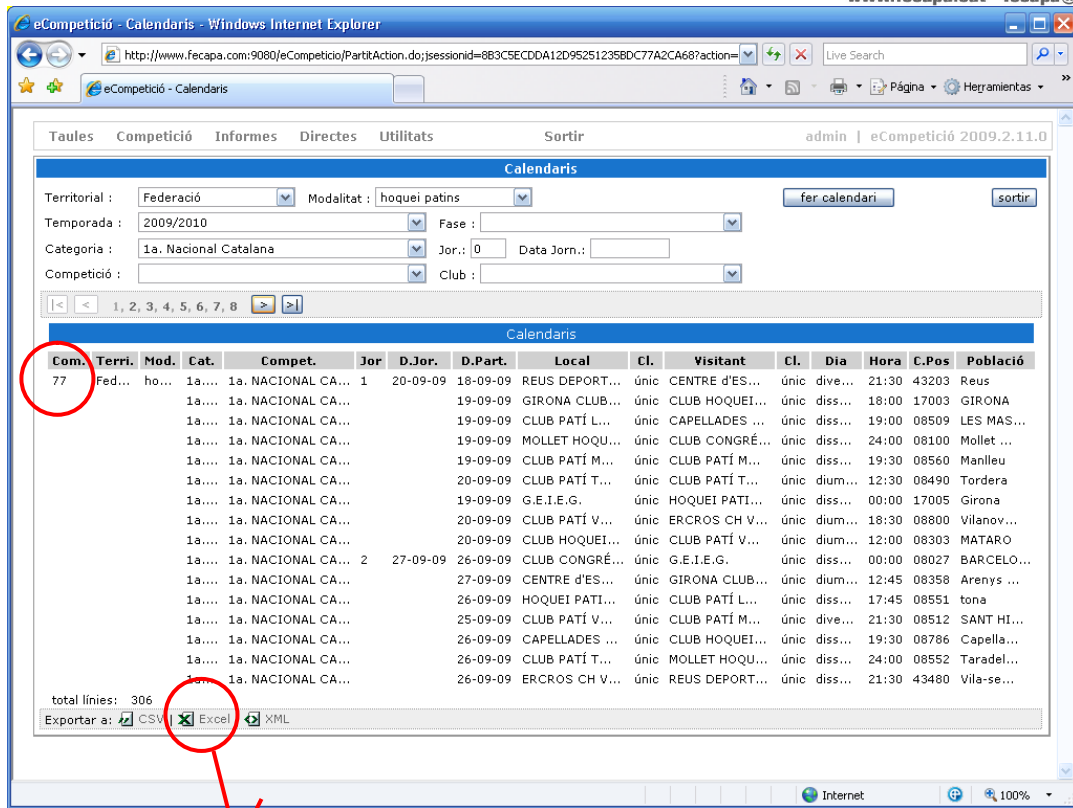 eCompetició - Calendaris - Windows Internet Explorer
http://www.fecapa.com:9080/eCompeticio/PartitAction.do;jsessionid=8B3C5ECDDA12D95251235BDC77A2CA68?action=
Live Search
eCompetició - Calendaris
Página
Herramientas
Taules Competició Informes Directes Utilitats Sortir admin | eCompetició 2009.2.11.0
Calendaris
Territorial : Federació Modalitat : hoquei patins fer calendari sortir
Temporada : 2009/2010 Fase :
Categoria : 1a. Nacional Catalana Jor.: 0 Data Jorn.:
Competició : Club :
|< < 1, 2, 3, 4, 5, 6, 7, 8 > >|
Calendaris
Com. Terri. Mod. Cat. Compet. Jor D.Jor. D.Part. Local Cl. Visitant Cl. Dia Hora C.Pos Població
77 Fed... ho... 1a.... 1a. NACIONAL CA... 1 20-09-09 18-09-09 REUS DEPORT... únic CENTRE d'ES... únic dive... 21:30 43203 Reus
1a.... 1a. NACIONAL CA... 19-09-09 GIRONA CLUB... únic CLUB HOQUEI... únic diss... 18:00 17003 GIRONA
1a.... 1a. NACIONAL CA... 19-09-09 CLUB PATÍ L... únic CAPELLADES ... únic diss... 19:00 08509 LES MAS...
1a.... 1a. NACIONAL CA... 19-09-09 MOLLET HOQU... únic CLUB CONGRÉ... únic diss... 24:00 08100 Mollet ...
1a.... 1a. NACIONAL CA... 19-09-09 CLUB PATÍ M... únic CLUB PATÍ M... únic diss... 19:30 08560 Manlleu
1a.... 1a. NACIONAL CA... 20-09-09 CLUB PATÍ T... únic CLUB PATÍ T... únic dium... 12:30 08490 Tordera
1a.... 1a. NACIONAL CA... 19-09-09 G.E.I.E.G. únic HOQUEI PATI... únic diss... 00:00 17005 Girona
1a.... 1a. NACIONAL CA... 20-09-09 CLUB PATÍ V... únic ERCROS CH V... únic dium... 18:30 08800 Vilanov...
1a.... 1a. NACIONAL CA... 20-09-09 CLUB HOQUEI... únic CLUB PATÍ V... únic dium... 12:00 08303 MATARO
1a.... 1a. NACIONAL CA... 2 27-09-09 26-09-09 CLUB CONGRÉ... únic G.E.I.E.G. únic diss... 00:00 08027 BARCELO...
1a.... 1a. NACIONAL CA... 27-09-09 CENTRE d'ES... únic GIRONA CLUB... únic dium... 12:45 08358 Arenys ...
1a.... 1a. NACIONAL CA... 26-09-09 HOQUEI PATI... únic CLUB PATÍ L... únic diss... 17:45 08551 tona
1a.... 1a. NACIONAL CA... 25-09-09 CLUB PATÍ V... únic CLUB PATÍ M... únic dive... 21:30 08512 SANT HI...
1a.... 1a. NACIONAL CA... 26-09-09 CAPELLADES ... únic CLUB HOQUEI... únic diss... 19:30 08786 Capella...
1a.... 1a. NACIONAL CA... 26-09-09 CLUB PATÍ T... únic MOLLET HOQU... únic diss... 24:00 08552 Taradel...
1a.... 1a. NACIONAL CA... 26-09-09 ERCROS CH V... únic REUS DEPORT... únic diss... 21:30 43480 Vila-se...
total línies: 306
Exportar a: CSV | Excel XML
Internet 100%